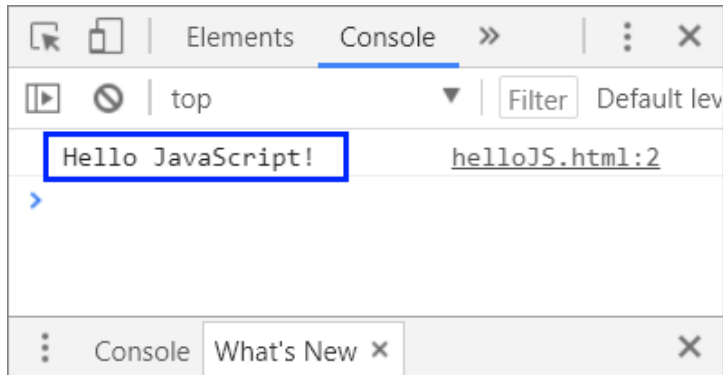 Elements Console »
top ▼ Filter Default lev
Hello JavaScript! helloJS.html:2
>
Console What's New ×